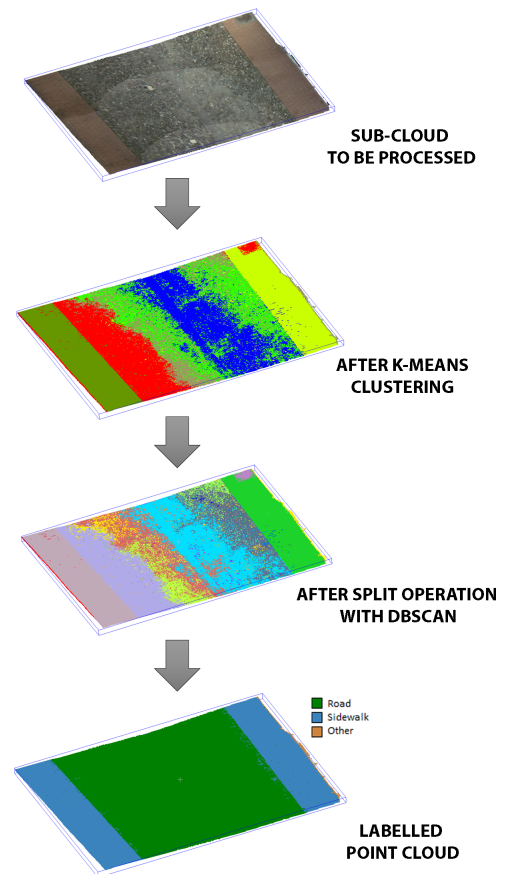 SUB-CLOUD
TO BE PROCESSED
AFTER K-MEANS
CLUSTERING
AFTER SPLIT OPERATION
WITH DBSCAN
Road
Sidewalk
Other
LABELLED
POINT CLOUD